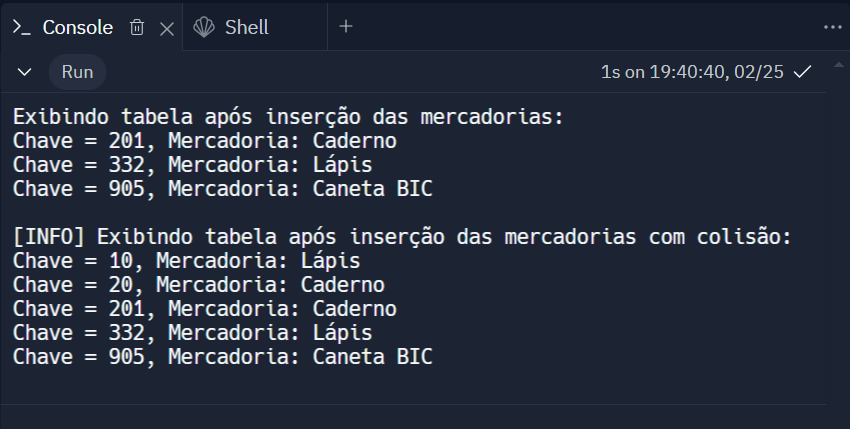 Console
Shell
Run
1s on 19:40:40, 02/25
Exibindo tabela após inserção das mercadorias:
Chave = 201, Mercadoria: Caderno
Chave = 332, Mercadoria: Lápis
Chave = 905, Mercadoria: Caneta BIC
[INFO] Exibindo tabela após inserção das mercadorias com colisão:
Chave = 10, Mercadoria: Lápis
Chave = 20, Mercadoria: Caderno
Chave = 201, Mercadoria: Caderno
Chave = 332, Mercadoria: Lápis
Chave = 905, Mercadoria: Caneta BIC